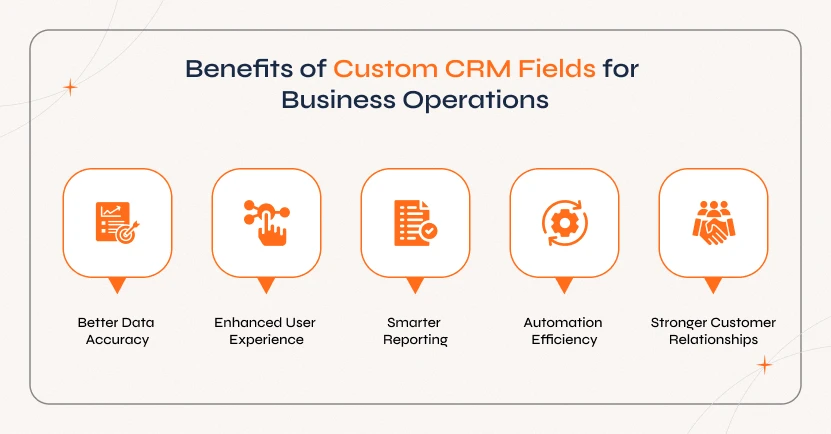 Benefits of Custom CRM Fields for
Business Operations
Better Data
Accuracy
Enhanced User
Experience
Smarter
Reporting
Automation
Efficiency
Stronger Customer
Relationships